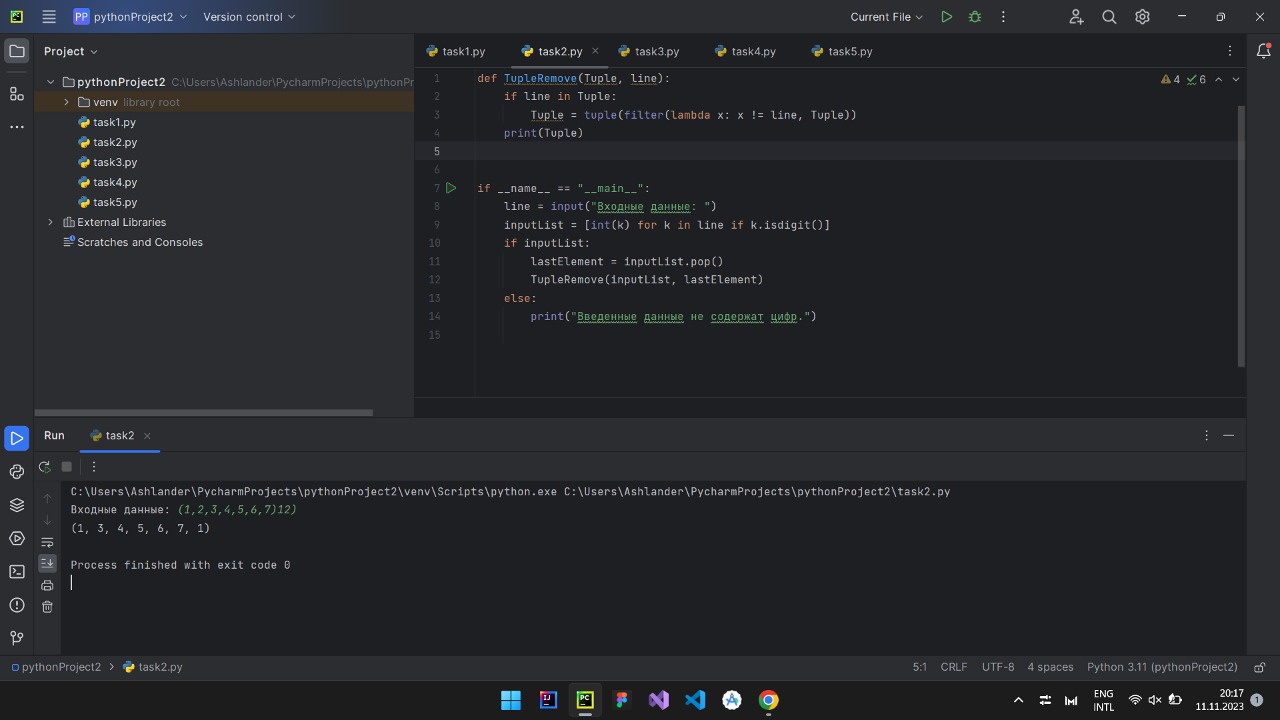 PP pythonProject2 Version control Current File
Project
pythonProject2 C:\Users\Ashlander\PycharmProjects\pythonPr
venv library root
task1.py
task2.py
task3.py
task4.py
task5.py
External Libraries
Scratches and Consoles
task1.py task2.py task3.py task4.py task5.py
4 6
1 def TupleRemove(Tuple, line):
2 if line in Tuple:
3 Tuple = tuple(filter(lambda x: x != line, Tuple))
4 print(Tuple)
5
6
7 if __name__ == "__main__":
8 line = input("Входные данные: ")
9 inputList = [int(k) for k in line if k.isdigit()]
10 if inputList:
11 lastElement = inputList.pop()
12 TupleRemove(inputList, lastElement)
13 else:
14 print("Введенные данные не содержат цифр.")
15
Run task2
C:\Users\Ashlander\PycharmProjects\pythonProject2\venv\Scripts\python.exe C:\Users\Ashlander\PycharmProjects\pythonProject2\task2.py
Входные данные: (1,2,3,4,5,6,7)12)
(1, 3, 4, 5, 6, 7, 1)
Process finished with exit code 0
pythonProject2 task2.py 5:1 CRLF UTF-8 4 spaces Python 3.11 (pythonProject2)
IJ PC
ENG
INTL
20:17
11.11.2023
1